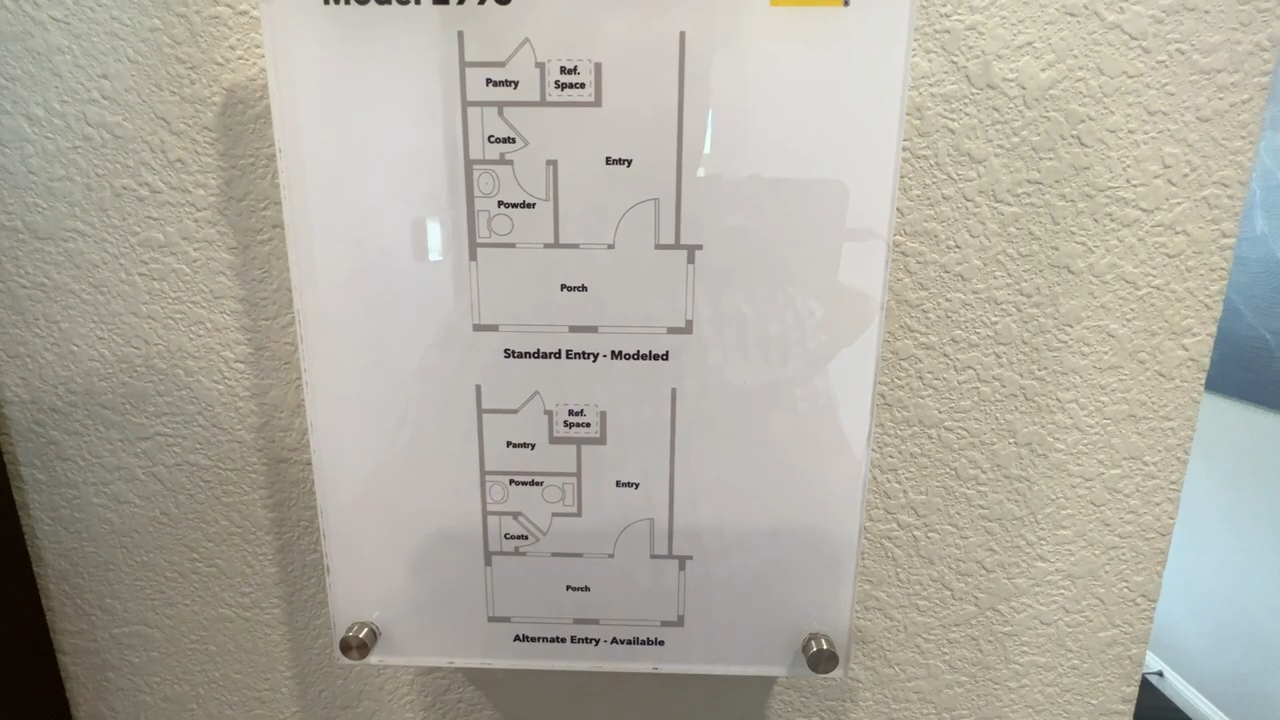 Model
Pantry
Ref.
Space
Coats
Entry
Powder
Porch
Standard Entry - Modeled
Ref.
Space
Pantry
Powder
Entry
Coats
Porch
Alternate Entry - Available